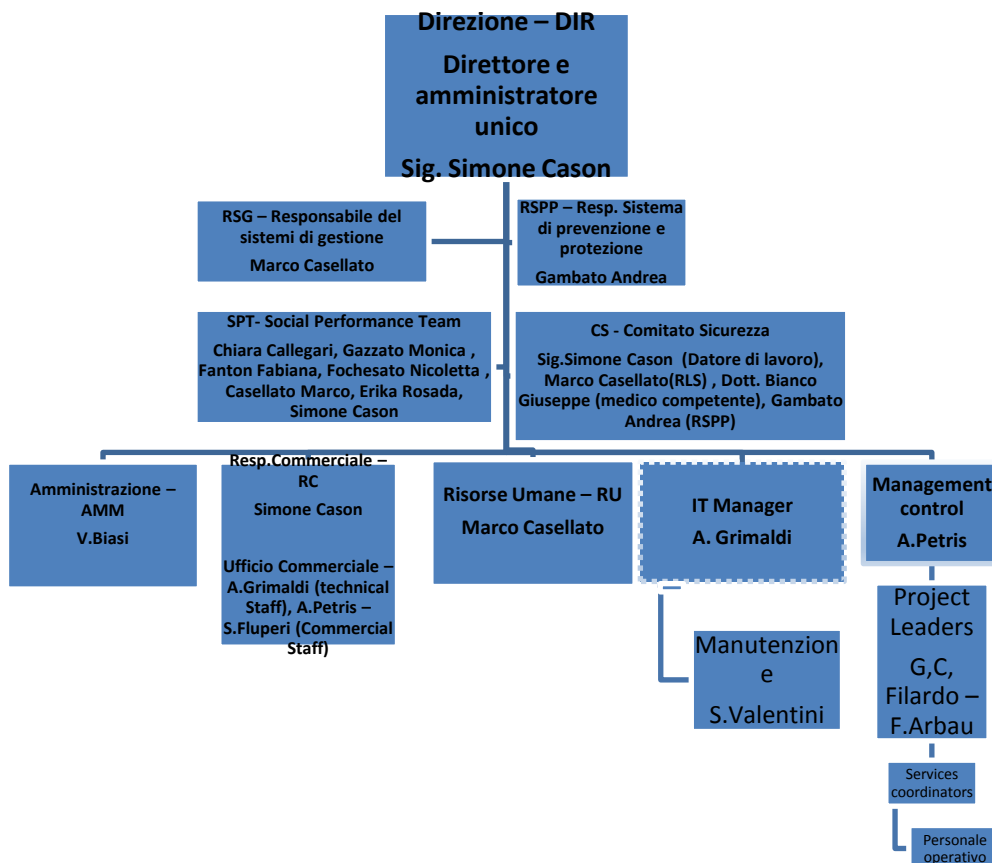 Direzione – DIR
Direttore e
amministratore
unico
Sig. Simone Cason
RSG – Responsabile del
sistemi di gestione
Marco Casellato
RSPP – Resp. Sistema
di prevenzione e
protezione
Gambato Andrea
SPT- Social Performance Team
Chiara Callegari, Gazzato Monica ,
Fanton Fabiana, Fochesato Nicoletta ,
Casellato Marco, Erika Rosada,
Simone Cason
CS - Comitato Sicurezza
Sig.Simone Cason (Datore di lavoro),
Marco Casellato(RLS) , Dott. Bianco
Giuseppe (medico competente), Gambato
Andrea (RSPP)
Amministrazione –
AMM
V.Biasi
Resp.Commerciale –
RC
Simone Cason
Ufficio Commerciale –
A.Grimaldi (technical
Staff), A.Petris –
S.Fluperi (Commercial
Staff)
Risorse Umane – RU
Marco Casellato
IT Manager
A. Grimaldi
Management
control
A.Petris
Manutenzion
e
S.Valentini
Project
Leaders
G,C,
Filardo –
F.Arbau
Services
coordinators
Personale
operativo